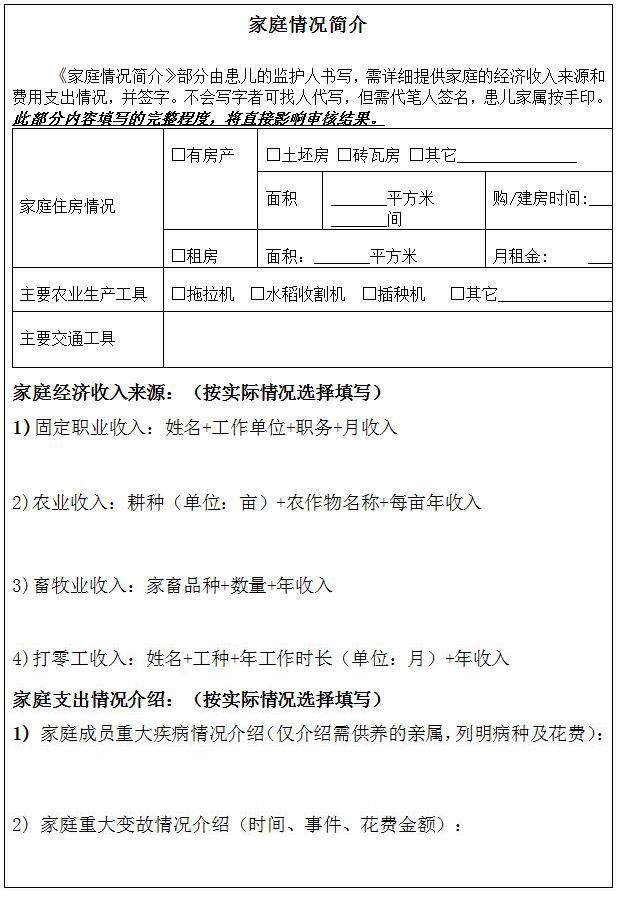 家庭情况简介
《家庭情况简介》部分由患儿的监护人书写，需详细提供家庭的经济收入来源和
费用支出情况，并签字。不会写字者可找人代写，但需代笔人签名，患儿家属按手印。
此部分内容填写的完整程度，将直接影响审核结果。
家庭住房情况
□有房产
□土坯房 □砖瓦房 □其它____________
面积
______平方米
______间
购/建房时间:__
□租房
面积：______平方米
月租金: __
主要农业生产工具
□拖拉机 □水稻收割机 □插秧机 □其它____________
主要交通工具
家庭经济收入来源：（按实际情况选择填写）
1)固定职业收入：姓名+工作单位+职务+月收入
2)农业收入：耕种（单位：亩）+农作物名称+每亩年收入
3)畜牧业收入：家畜品种+数量+年收入
4)打零工收入：姓名+工种+年工作时长（单位：月）+年收入
家庭支出情况介绍：（按实际情况选择填写）
1) 家庭成员重大疾病情况介绍(仅介绍需供养的亲属,列明病种及花费)：
2) 家庭重大变故情况介绍（时间、事件、花费金额）：